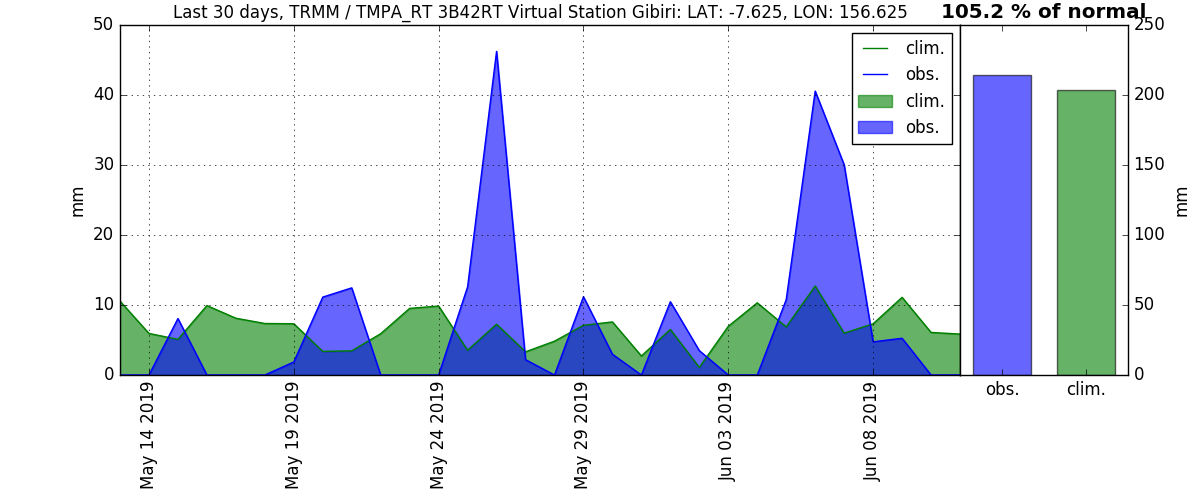 Last 30 days, TRMM / TMPA_RT 3B42RT Virtual Station Gibiri: LAT: -7.625, LON: 156.625
105.2 % of normal
50
40
30
20
10
0
mm
clim.
obs.
clim.
obs.
250
200
150
100
50
0
mm
May 14 2019
May 19 2019
May 24 2019
May 29 2019
Jun 03 2019
Jun 08 2019
obs.
clim.